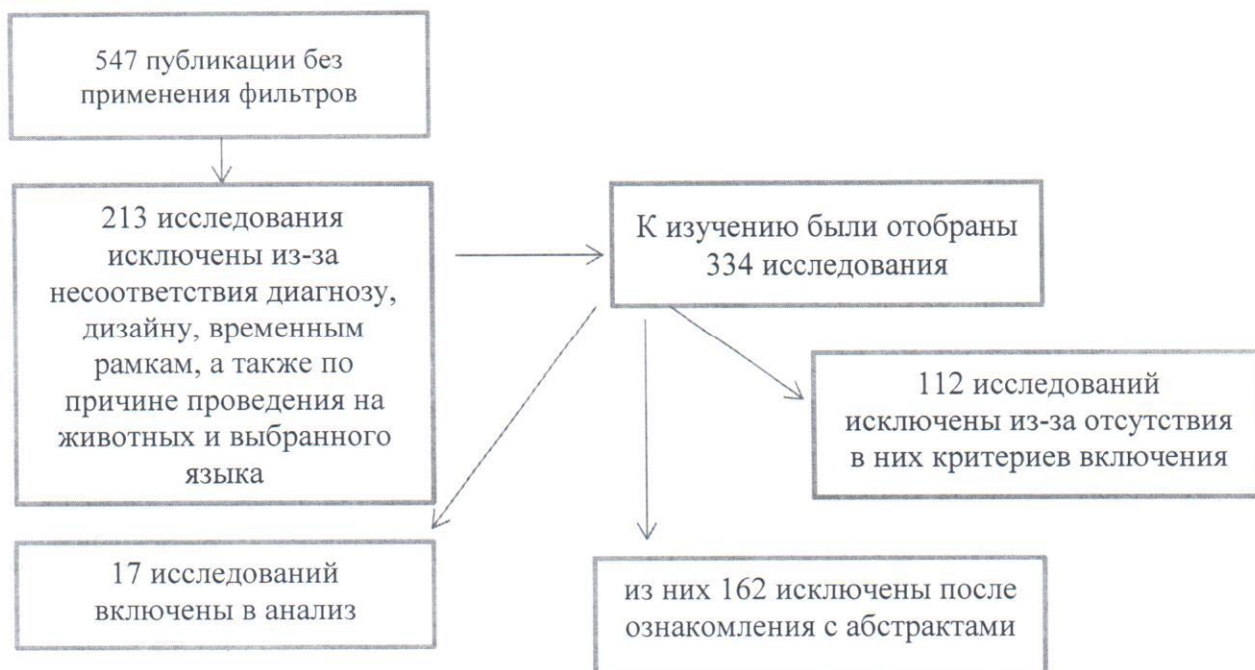 547 публикации без
применения фильтров
213 исследования
исключены из-за
несоответствия диагнозу,
дизайну, временным
рамкам, а также по
причине проведения на
животных и выбранного
языка
К изучению были отобраны
334 исследования
112 исследований
исключены из-за отсутствия
в них критериев включения
17 исследований
включены в анализ
из них 162 исключены после
ознакомления с абстрактами